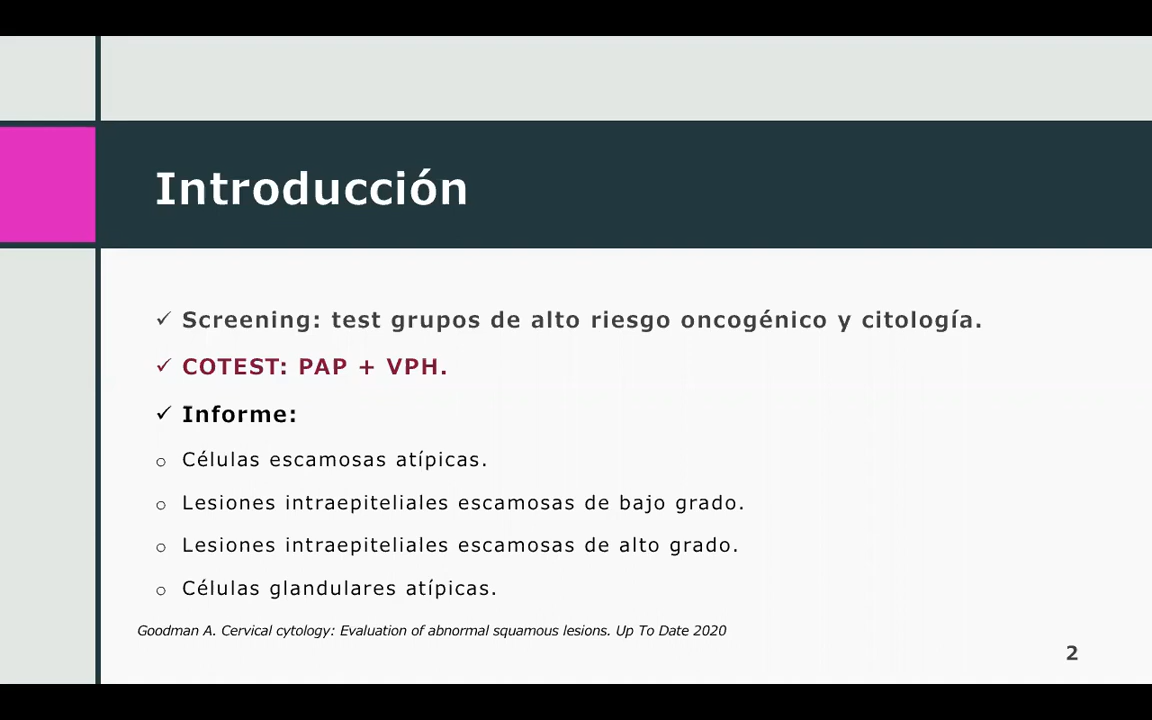 Introducción
✓ Screening: test grupos de alto riesgo oncogénico y citología.
✓ COTEST: PAP + VPH.
✓ Informe:
o Células escamosas atípicas.
o Lesiones intraepiteliales escamosas de bajo grado.
o Lesiones intraepiteliales escamosas de alto grado.
o Células glandulares atípicas.
Goodman A. Cervical cytology: Evaluation of abnormal squamous lesions. Up To Date 2020
2